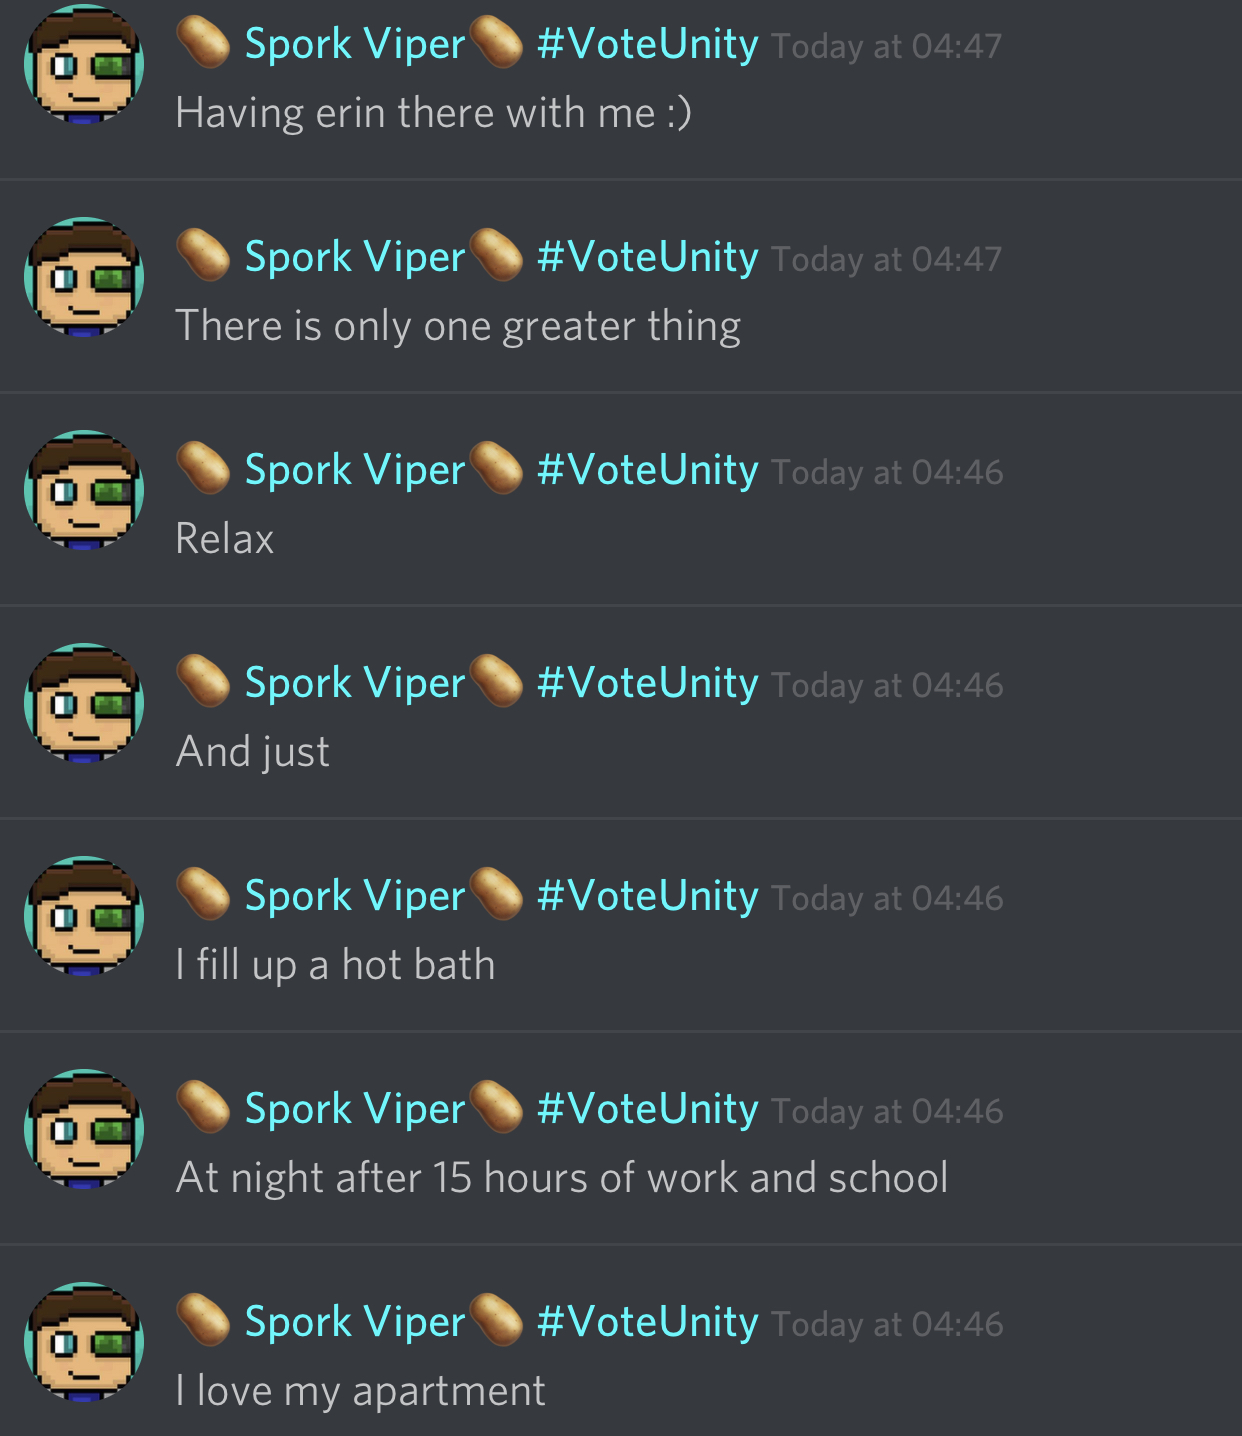 🥔 Spork Viper🥔 #VoteUnity Today at 04:47
Having erin there with me :)
🥔 Spork Viper🥔 #VoteUnity Today at 04:47
There is only one greater thing
🥔 Spork Viper🥔 #VoteUnity Today at 04:46
Relax
🥔 Spork Viper🥔 #VoteUnity Today at 04:46
And just
🥔 Spork Viper🥔 #VoteUnity Today at 04:46
I fill up a hot bath
🥔 Spork Viper🥔 #VoteUnity Today at 04:46
At night after 15 hours of work and school
🥔 Spork Viper🥔 #VoteUnity Today at 04:46
I love my apartment